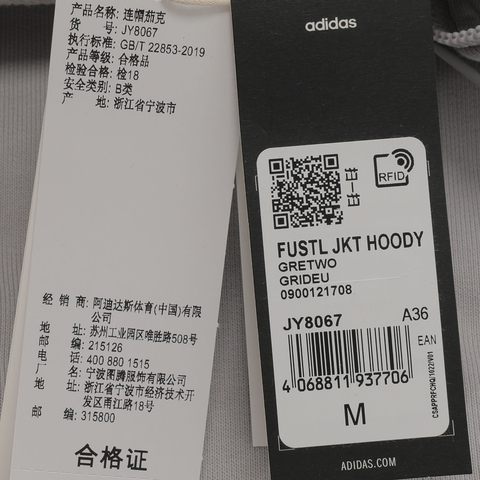 产品名称: 连帽茄克
货 号: JY8067
执行标准: GB/T 22853-2019
产品等级: 合格品
检验合格: 检18
安全类别: B类
产 地: 浙江省宁波市
经 销 商: 阿迪达斯体育(中国)有限
公司
地 址: 苏州工业园区唯胜路508号
邮 编: 215126
电 话: 400 880 1515
厂 名: 宁波图腾服饰有限公司
地 址: 浙江省宁波市经济技术开
发区甬江路18号
邮 编: 315800
合格证
adidas
扫一扫
RFID
FUSTL JKT HOODY
GRETWO
GRIDEU
0900121708
JY8067 A36
EAN
4 068811 937706
M
ADIDAS.COM